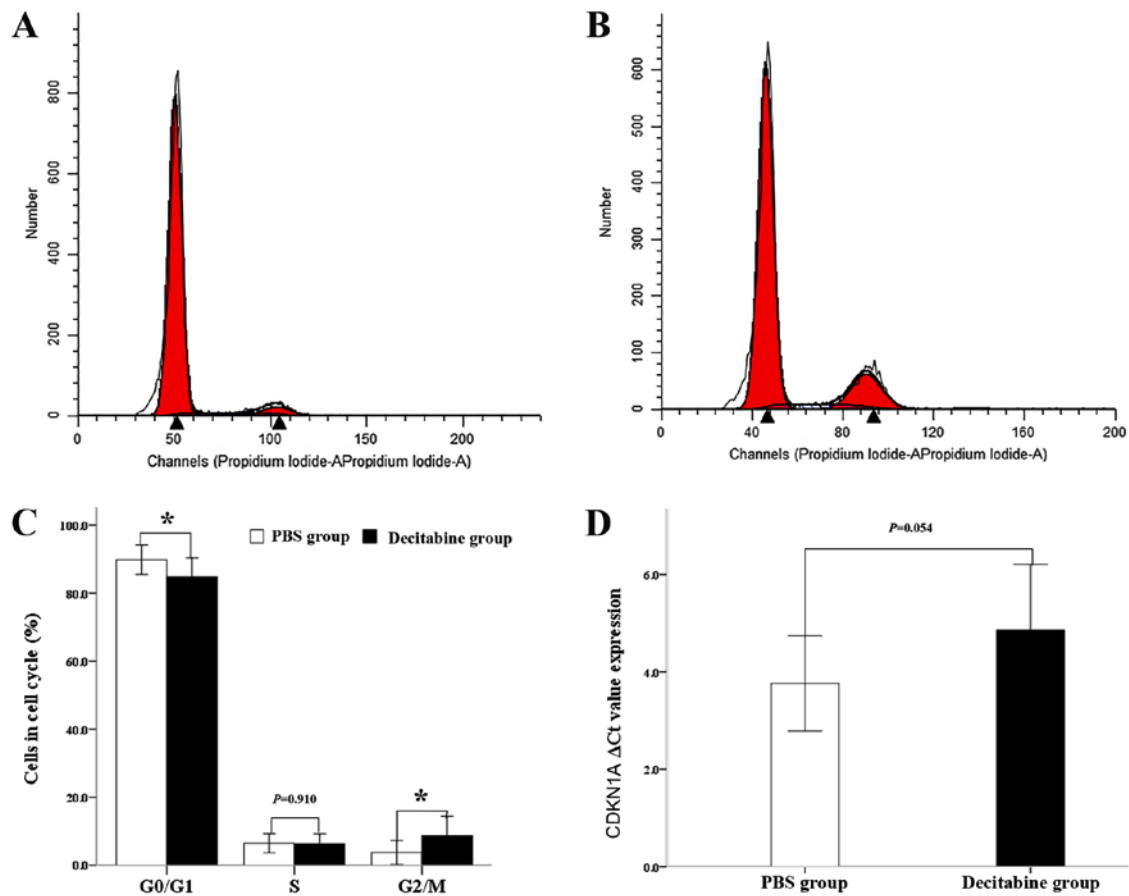 A
800
600
400
200
0
Number
0 50 100 150 200
Channels (Propidium Iodide-APropidium Iodide-A)
B
600
500
400
300
200
100
0
Number
0 40 80 120 160 200
Channels (Propidium Iodide-APropidium Iodide-A)
C
100.0
80.0
60.0
40.0
20.0
0.0
Cells in cell cycle (%)
*
PBS group Decitabine group
P=0.910
*
G0/G1 S G2/M
D
6.0
4.0
2.0
0.0
CDKN1A ΔCt value expression
P=0.054
PBS group Decitabine group